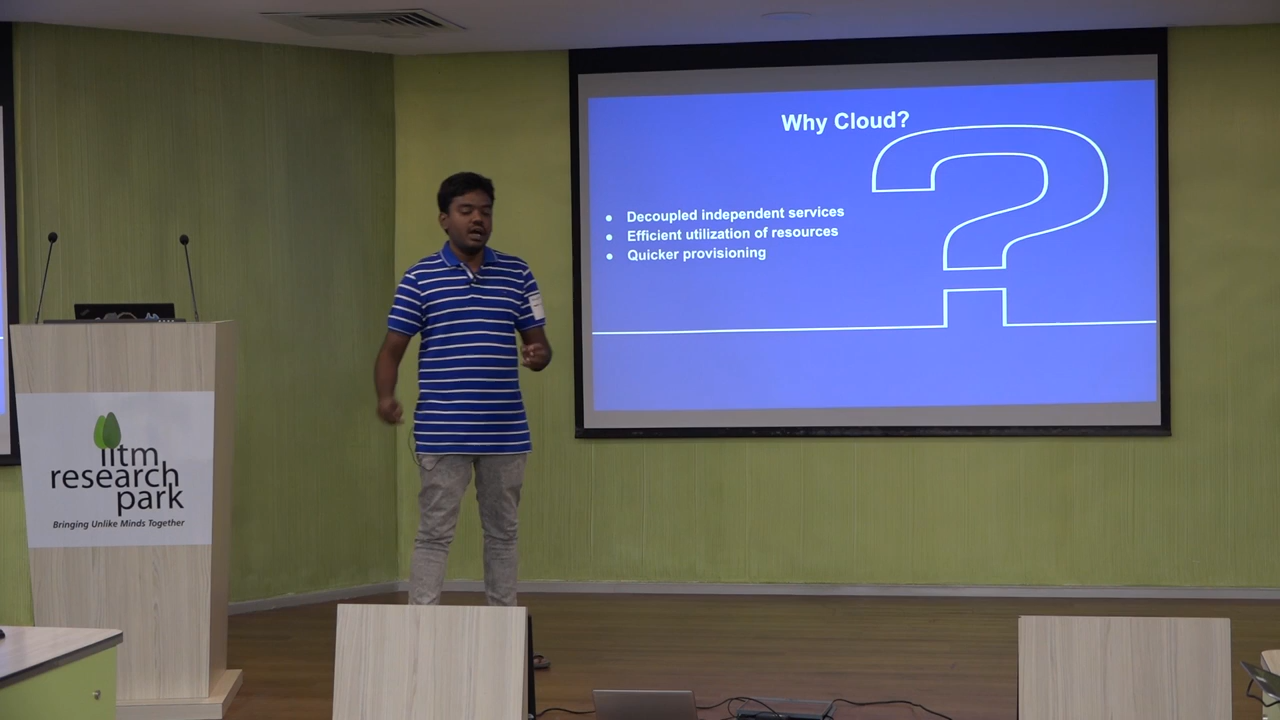 Why Cloud?
● Decoupled independent services
● Efficient utilization of resources
● Quicker provisioning
iitm
research
park
Bringing Unlike Minds Together